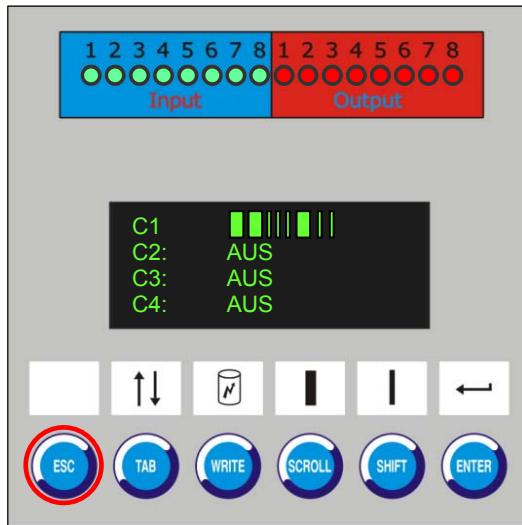 1 2 3 4 5 6 7 8 1 2 3 4 5 6 7 8
Input Output
C1
C2: AUS
C3: AUS
C4: AUS
ESC TAB WRITE SCROLL SHIFT ENTER